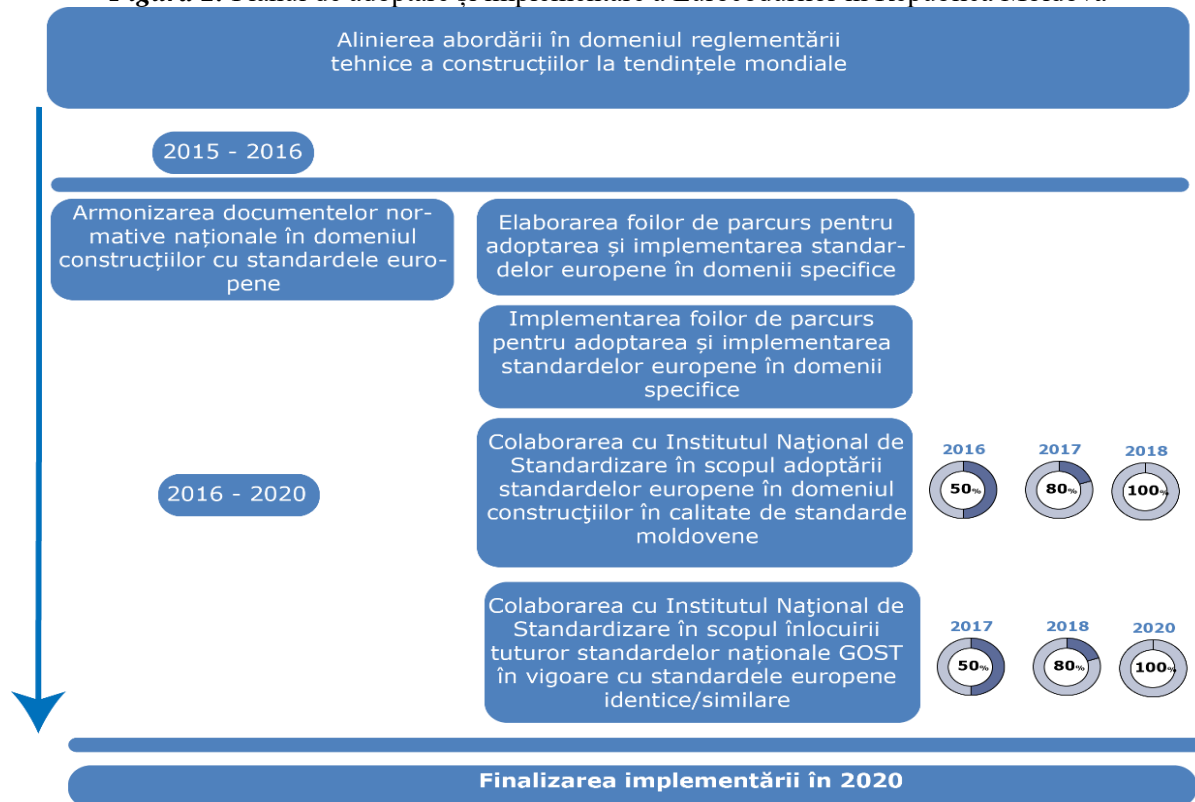 Alinierea abordării în domeniul reglementării
tehnice a construcțiilor la tendințele mondiale
2015 - 2016
Armonizarea documentelor nor-
mative naționale în domeniul
construcțiilor cu standardele euro-
pene
Elaborarea foilor de parcurs pentru
adoptarea și implementarea standar-
delor europene în domenii specifice
Implementarea foilor de parcurs
pentru adoptarea și implementarea
standardelor europene în domenii
specifice
2016 - 2020
Colaborarea cu Institutul Naţional de
Standardizare în scopul adoptării
standardelor europene în domeniul
construcţiilor în calitate de standarde
moldovene
2016 2017 2018
50% 80% 100%
Colaborarea cu Institutul Naţional de
Standardizare în scopul înlocuirii
tuturor standardelor naționale GOST
în vigoare cu standardele europene
identice/similare
2017 2018 2020
50% 80% 100%
Finalizarea implementării în 2020